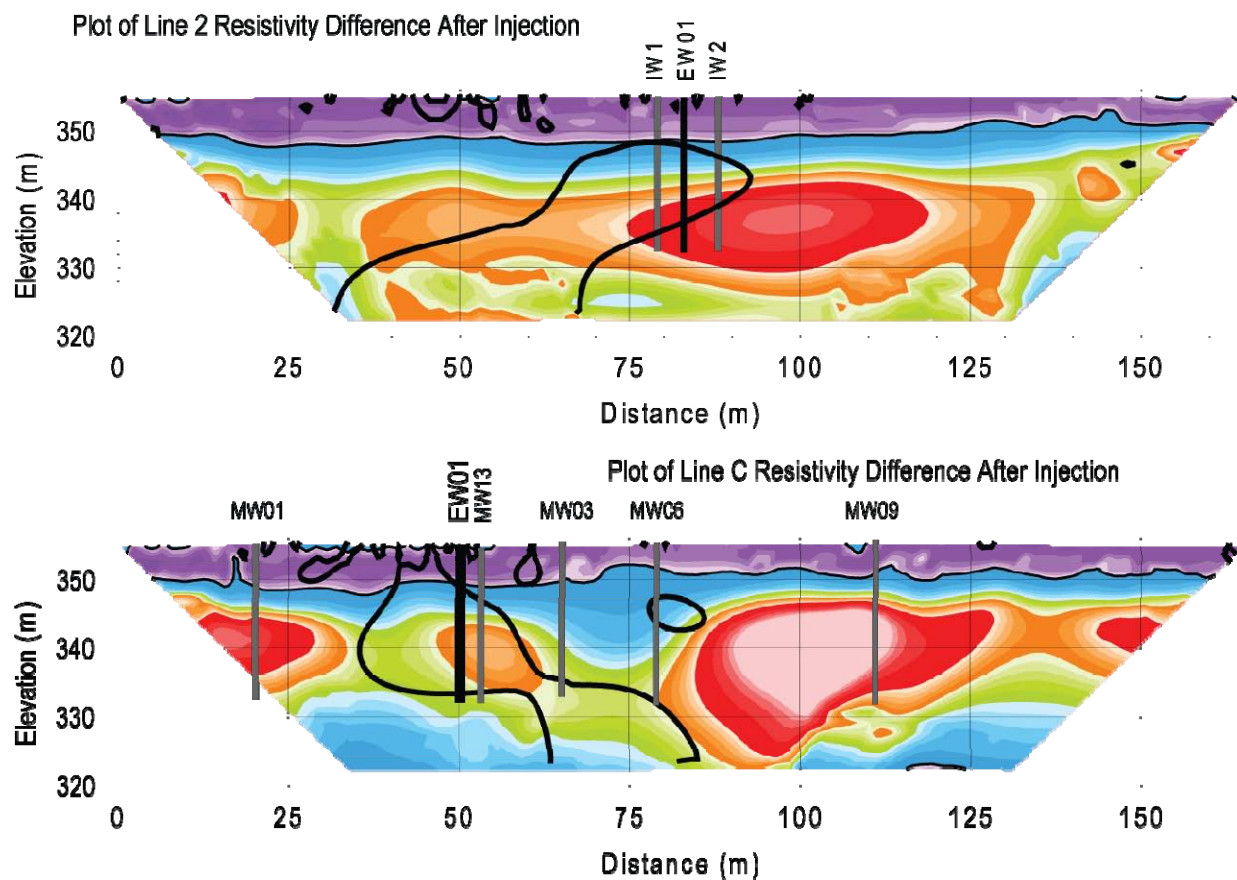 Plot of Line 2 Resistivity Difference After Injection
IW1
EW01
IW2
Elevation (m)
350
340
330
320
0 25 50 75 100 125 150
Distance (m)
Plot of Line C Resistivity Difference After Injection
MW01
EW01
MW13
MW03
MW06
MW09
Elevation (m)
350
340
330
320
0 25 50 75 100 125 150
Distance (m)